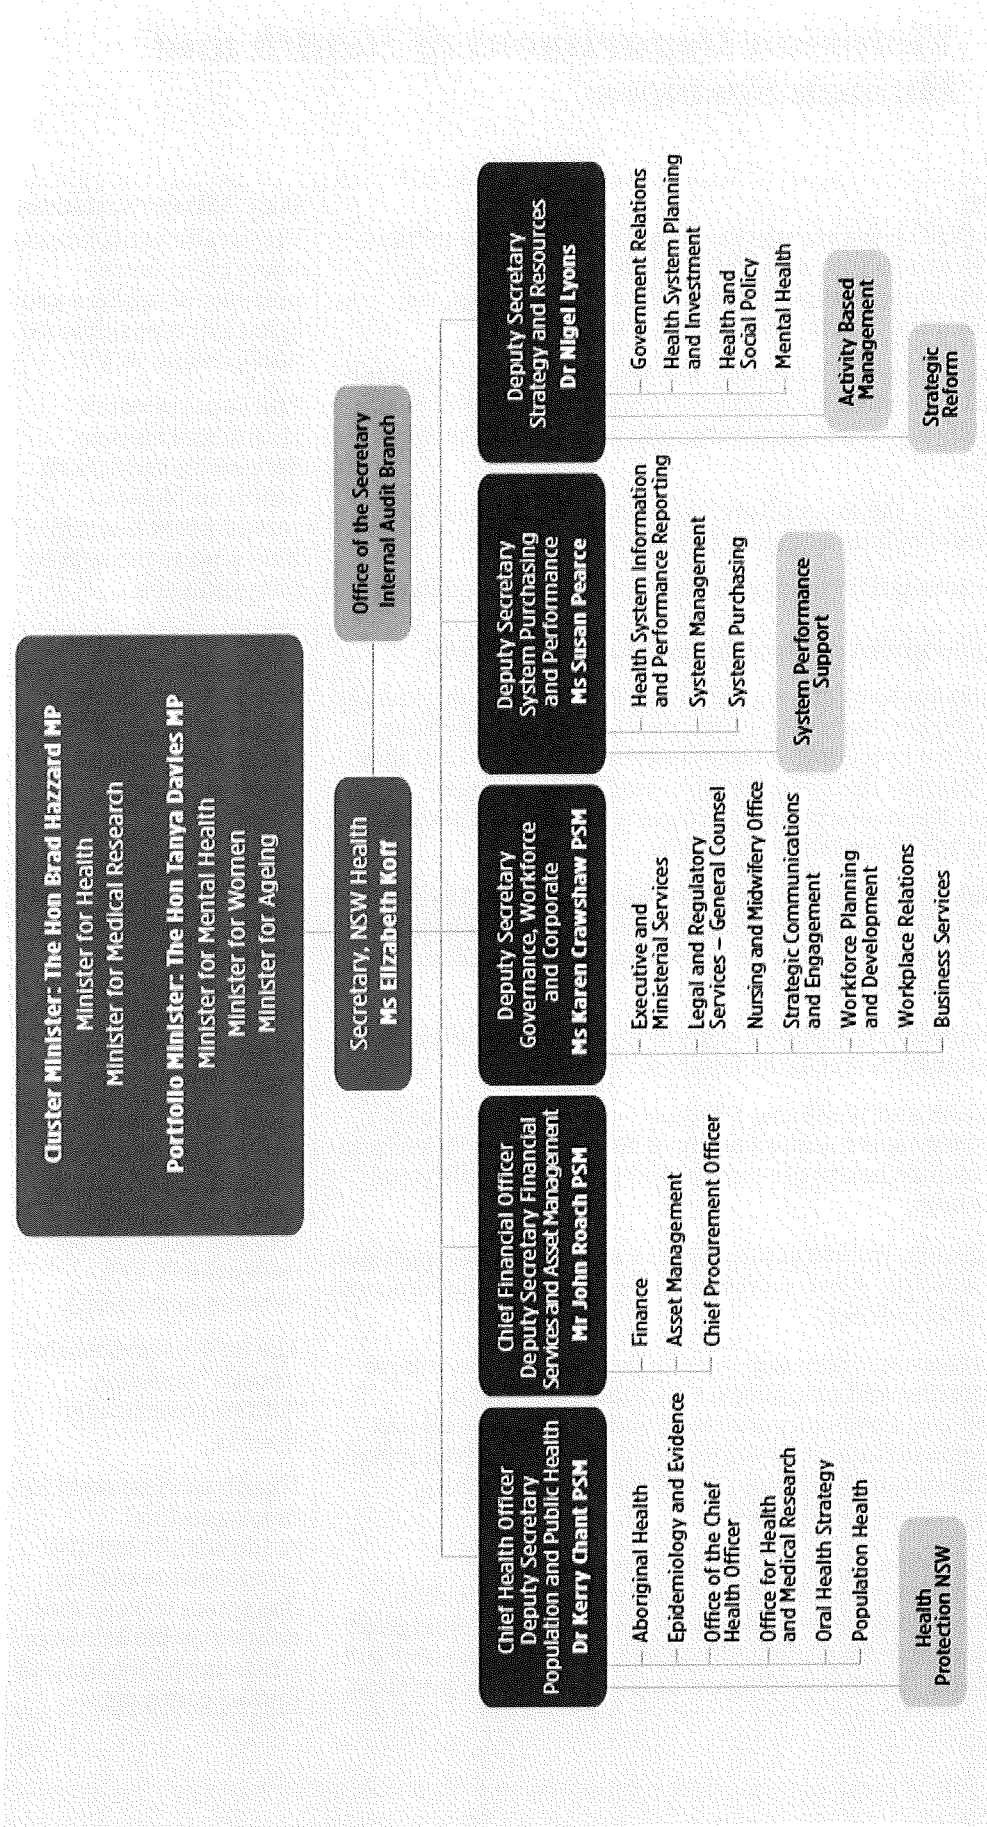 Cluster Minister: The Hon Brad Hazzard MP
Minister for Health
Minister for Medical Research
Portfolio Minister: The Hon Tanya Davies MP
Minister for Mental Health
Minister for Women
Minister for Ageing
Secretary, NSW Health
Ms Elizabeth Koff
Office of the Secretary
Internal Audit Branch
Chief Health Officer
Deputy Secretary
Population and Public Health
Dr Kerry Chant PSM
Aboriginal Health
Epidemiology and Evidence
Office of the Chief
Health Officer
Office for Health
and Medical Research
Oral Health Strategy
Population Health
Health
Protection NSW
Chief Financial Officer
Deputy Secretary Financial
Services and Asset Management
Mr John Roach PSM
Finance
Asset Management
Chief Procurement Officer
Deputy Secretary
Governance, Workforce
and Corporate
Ms Karen Crawshaw PSM
Executive and
Ministerial Services
Legal and Regulatory
Services – General Counsel
Nursing and Midwifery Office
Strategic Communications
and Engagement
Workforce Planning
and Development
Workplace Relations
Business Services
Deputy Secretary
System Purchasing
and Performance
Ms Susan Pearce
Health System Information
and Performance Reporting
System Management
System Purchasing
System Performance
Support
Deputy Secretary
Strategy and Resources
Dr Nigel Lyons
Government Relations
Health System Planning
and Investment
Health and
Social Policy
Mental Health
Activity Based
Management
Strategic
Reform